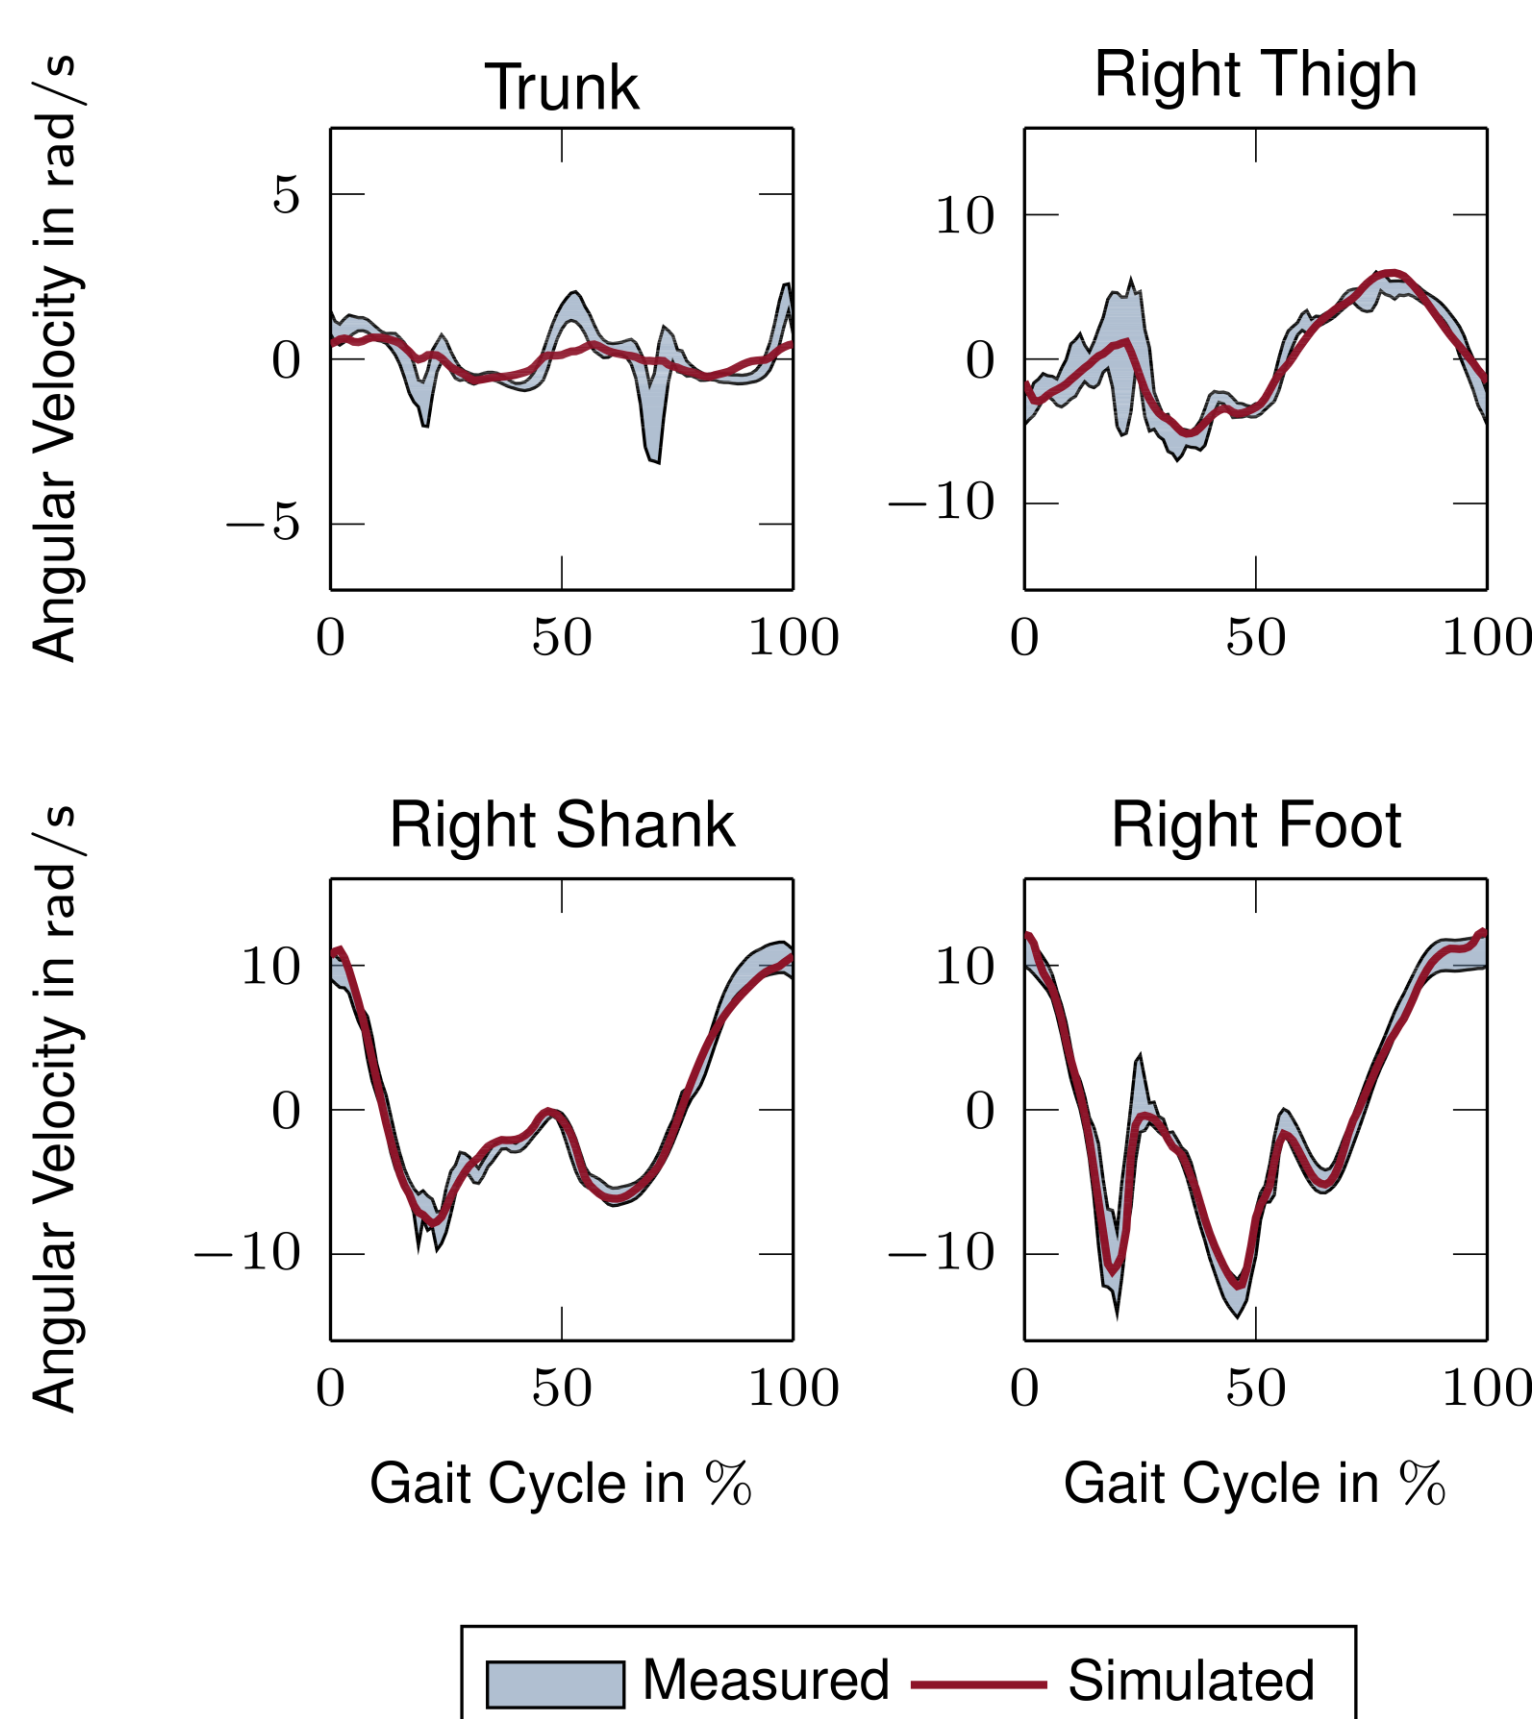 Trunk
Right Thigh
Angular Velocity in rad/s
5
0
−5
0 50 100
10
0
−10
0 50 100
Right Shank
Right Foot
Angular Velocity in rad/s
10
0
−10
0 50 100
Gait Cycle in %
10
0
−10
0 50 100
Gait Cycle in %
Measured Simulated